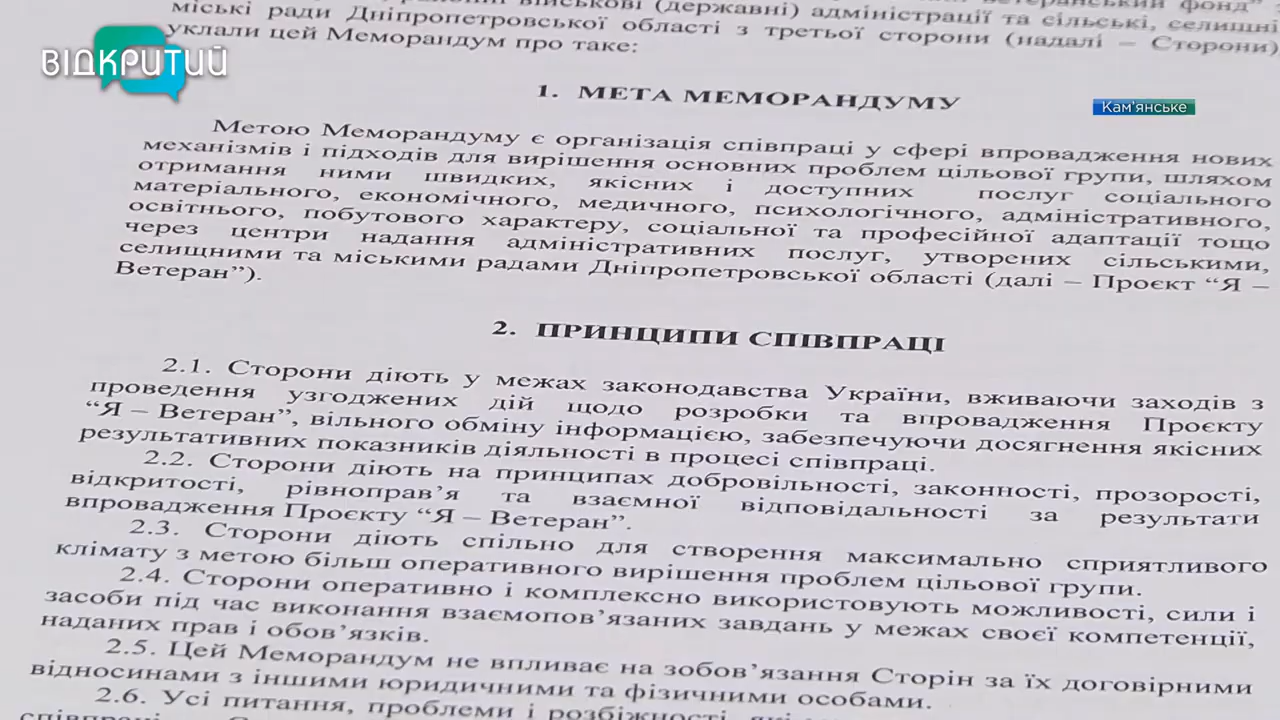 військові (державні) адміністрації та сільські, селищні
міські ради Дніпропетровської області з третьої сторони (надалі – Сторони)
уклали цей Меморандум про таке:
ВІДКРИТИЙ
Кам'янське
1. МЕТА МЕМОРАНДУМУ
Метою Меморандуму є організація співпраці у сфері впровадження нових
механізмів і підходів для вирішення основних проблем цільової групи, шляхом
отримання ними швидких, якісних і доступних послуг соціального
матеріального, економічного, медичного, психологічного, адміністративного,
освітнього, побутового характеру, соціальної та професійної адаптації тощо
через центри надання адміністративних послуг, утворених сільськими,
селищними та міськими радами Дніпропетровської області (далі – Проєкт “Я –
Ветеран”).
2. ПРИНЦИПИ СПІВПРАЦІ
2.1. Сторони діють у межах законодавства України, вживаючи заходів з
проведення узгоджених дій щодо розробки та впровадження Проєкту
“Я – Ветеран”, вільного обміну інформацією, забезпечуючи досягнення якісних
результативних показників діяльності в процесі співпраці.
2.2. Сторони діють на принципах добровільності, законності, прозорості,
відкритості, рівноправ’я та взаємної відповідальності за результати
впровадження Проєкту “Я – Ветеран”.
2.3. Сторони діють спільно для створення максимально сприятливого
клімату з метою більш оперативного вирішення проблем цільової групи.
2.4. Сторони оперативно і комплексно використовують можливості, сили і
засоби під час виконання взаємопов’язаних завдань у межах своєї компетенції,
наданих прав і обов’язків.
2.5. Цей Меморандум не впливає на зобов’язання Сторін за їх договірними
відносинами з іншими юридичними та фізичними особами.
2.6. Усі питання, проблеми і розбіжності, які